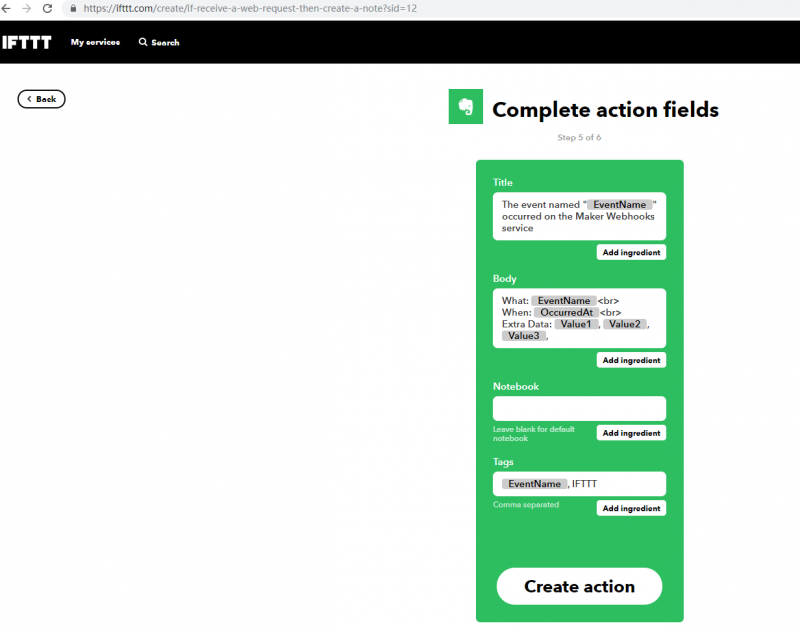 https://ifttt.com/create/if-receive-a-web-request-then-create-a-note?sid=12
IFTTT My services Search
Back
Complete action fields
Step 5 of 6
Title
The event named " EventName "
occurred on the Maker Webhooks
service
Add ingredient
Body
What: EventName <br>
When: OccurredAt <br>
Extra Data: Value1 , Value2 ,
Value3 ,
Add ingredient
Notebook
Leave blank for default
notebook
Add ingredient
Tags
EventName , IFTTT
Comma separated
Add ingredient
Create action